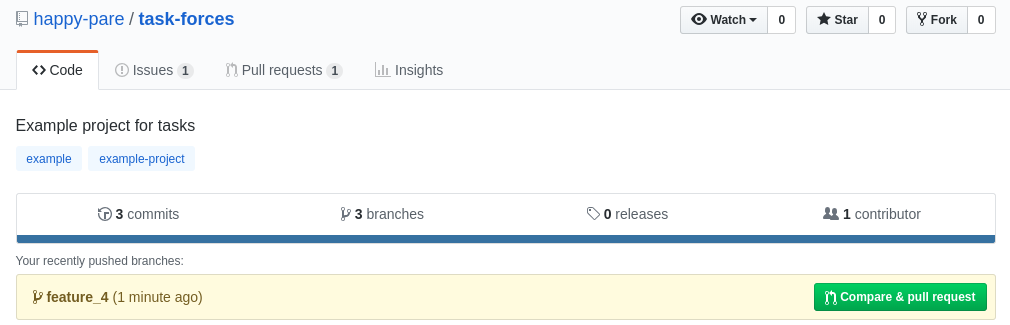 happy-pare / task-forces Watch 0 Star 0 Fork 0
Code Issues 1 Pull requests 1 Insights
Example project for tasks
example example-project
3 commits 3 branches 0 releases 1 contributor
Your recently pushed branches:
feature_4 (1 minute ago) Compare & pull request